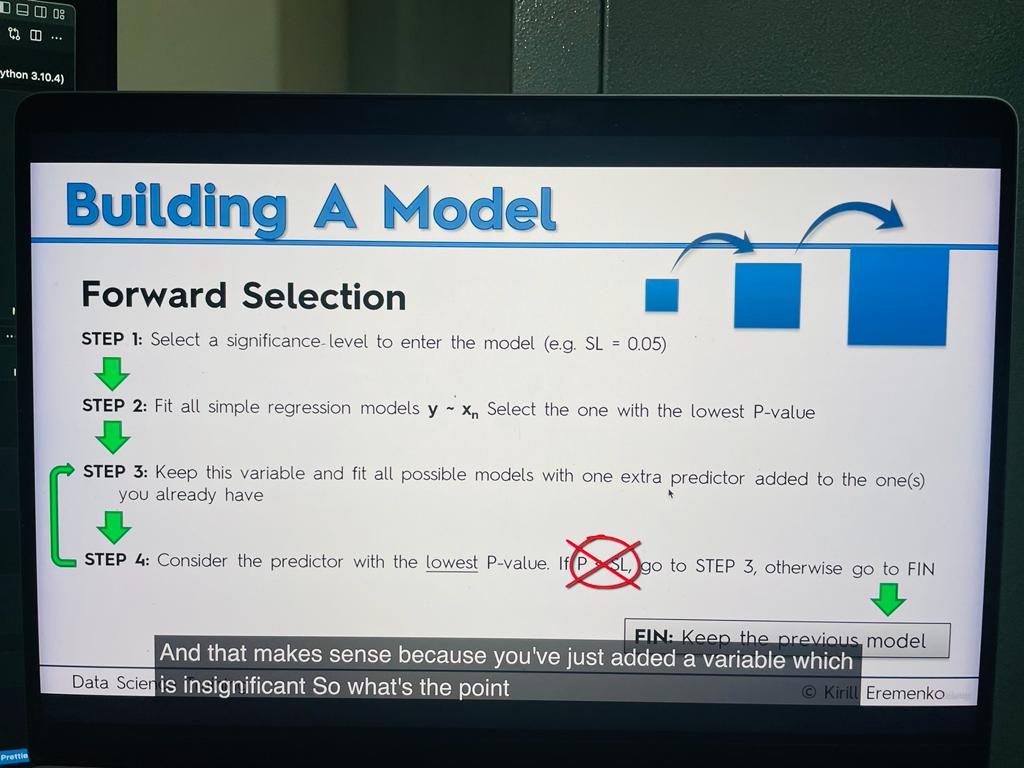 ython 3.10.4)
Building A Model
Forward Selection
STEP 1: Select a significance level to enter the model (e.g. SL = 0.05)
STEP 2: Fit all simple regression models y ~ xn Select the one with the lowest P-value
STEP 3: Keep this variable and fit all possible models with one extra predictor added to the one(s)
you already have
STEP 4: Consider the predictor with the lowest P-value. If P < SL, go to STEP 3, otherwise go to FIN
FIN: Keep the previous model
And that makes sense because you've just added a variable which
is insignificant So what's the point
Data Scien
© Kirill Eremenko
Prettie